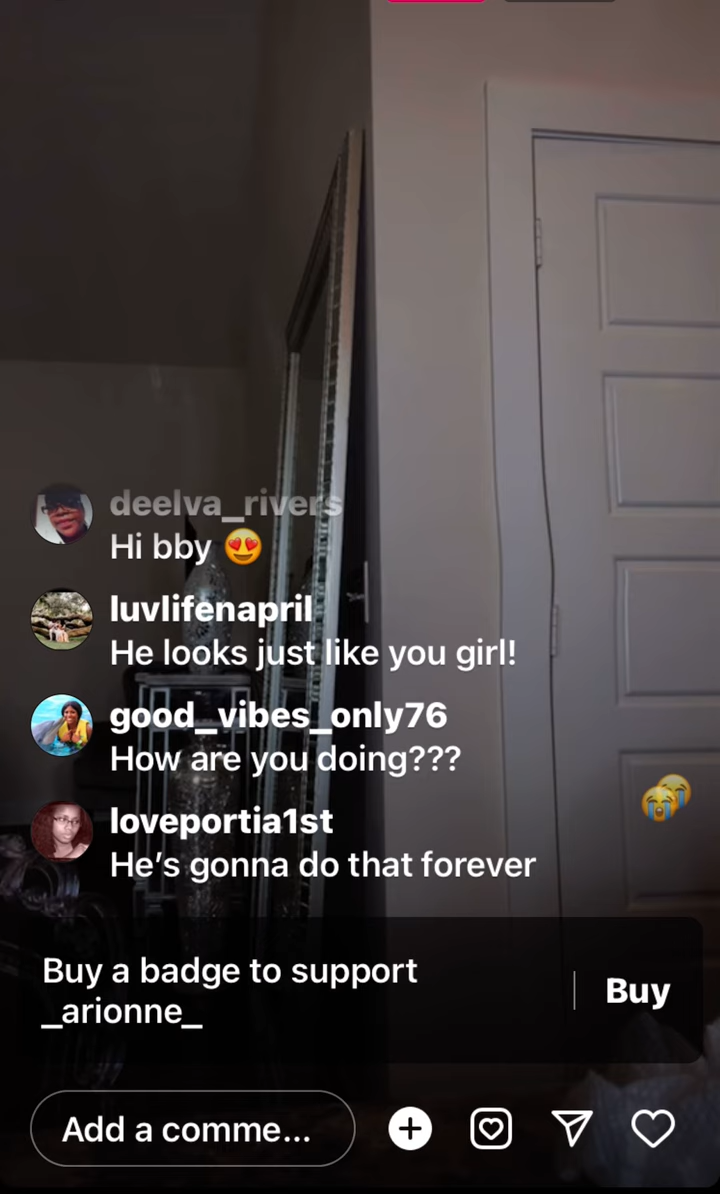 deelva_rivers
Hi bby 😍
luvlifenapril
He looks just like you girl!
good_vibes_only76
How are you doing???
loveportia1st
He’s gonna do that forever
Buy a badge to support
_arionne_
Buy
Add a comme...